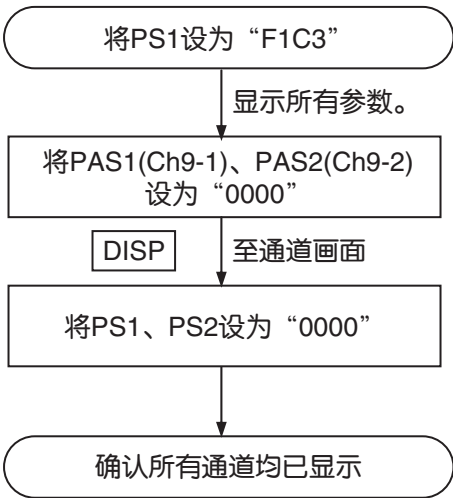 将PS1设为“F1C3”
显示所有参数。
将PAS1(Ch9-1)、PAS2(Ch9-2)
设为“0000”
DISP
至通道画面
将PS1、PS2设为“0000”
确认所有通道均已显示